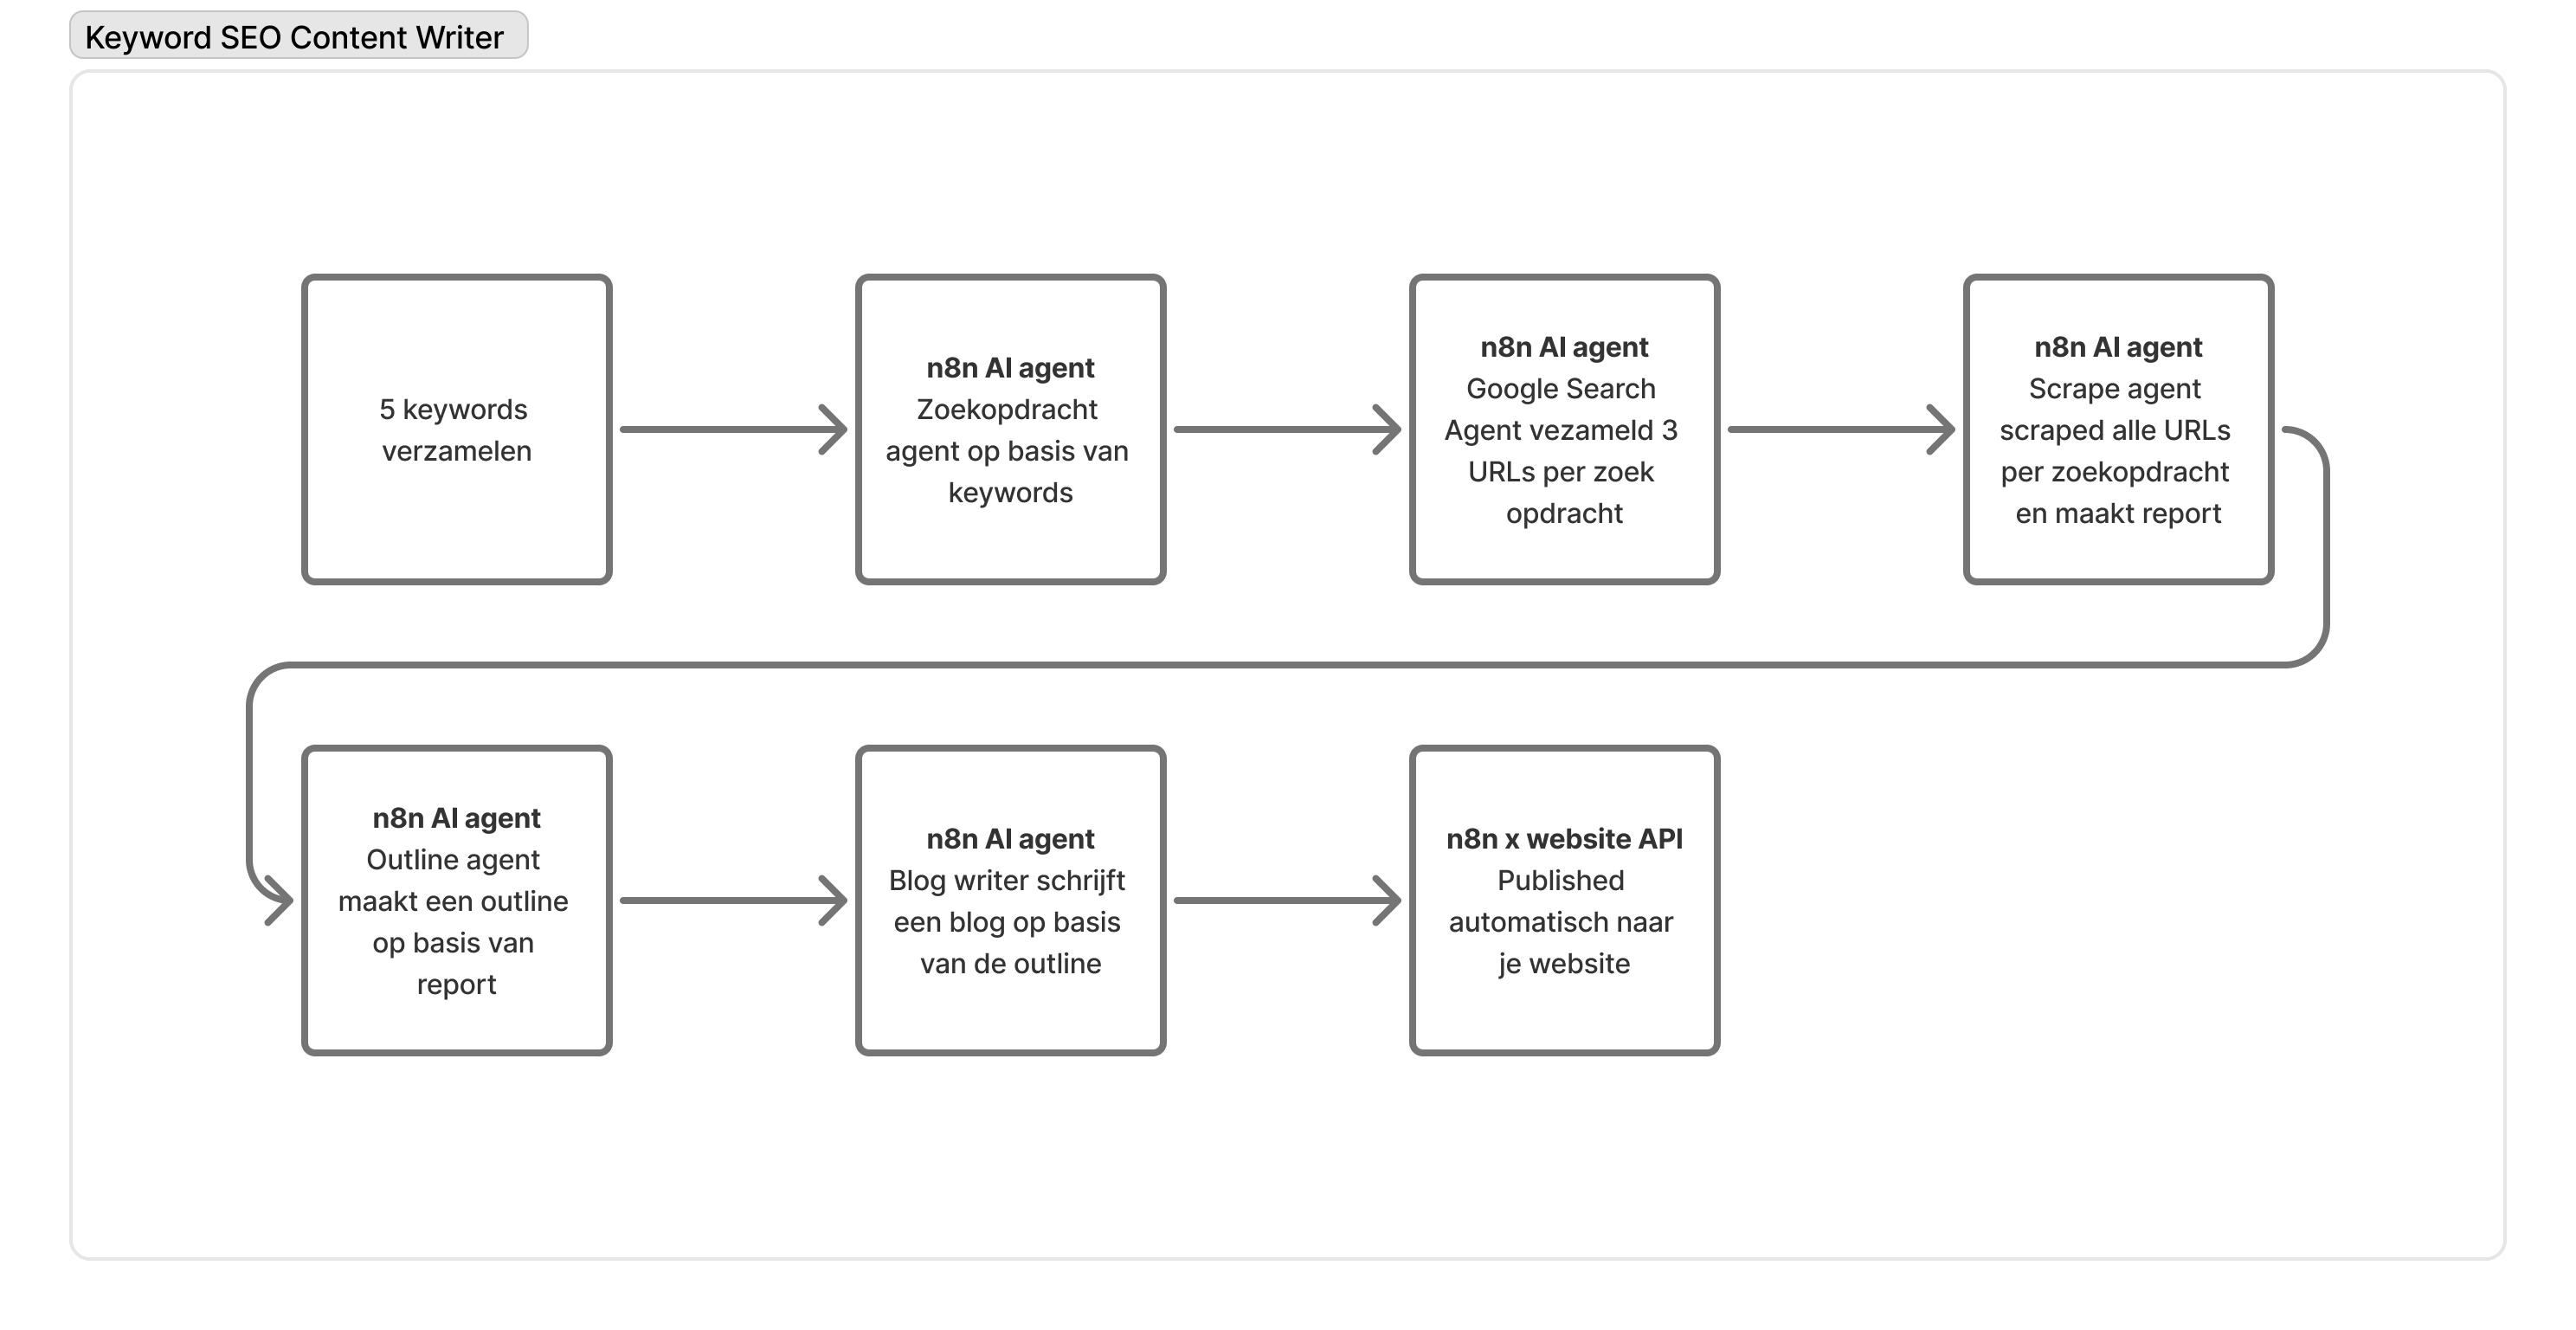 Keyword SEO Content Writer
5 keywords
verzamelen
n8n AI agent
Zoekopdracht
agent op basis van
keywords
n8n AI agent
Google Search
Agent vezameld 3
URLs per zoek
opdracht
n8n AI agent
Scrape agent
scraped alle URLs
per zoekopdracht
en maakt report
n8n AI agent
Outline agent
maakt een outline
op basis van
report
n8n AI agent
Blog writer schrijft
een blog op basis
van de outline
n8n x website API
Published
automatisch naar
je website